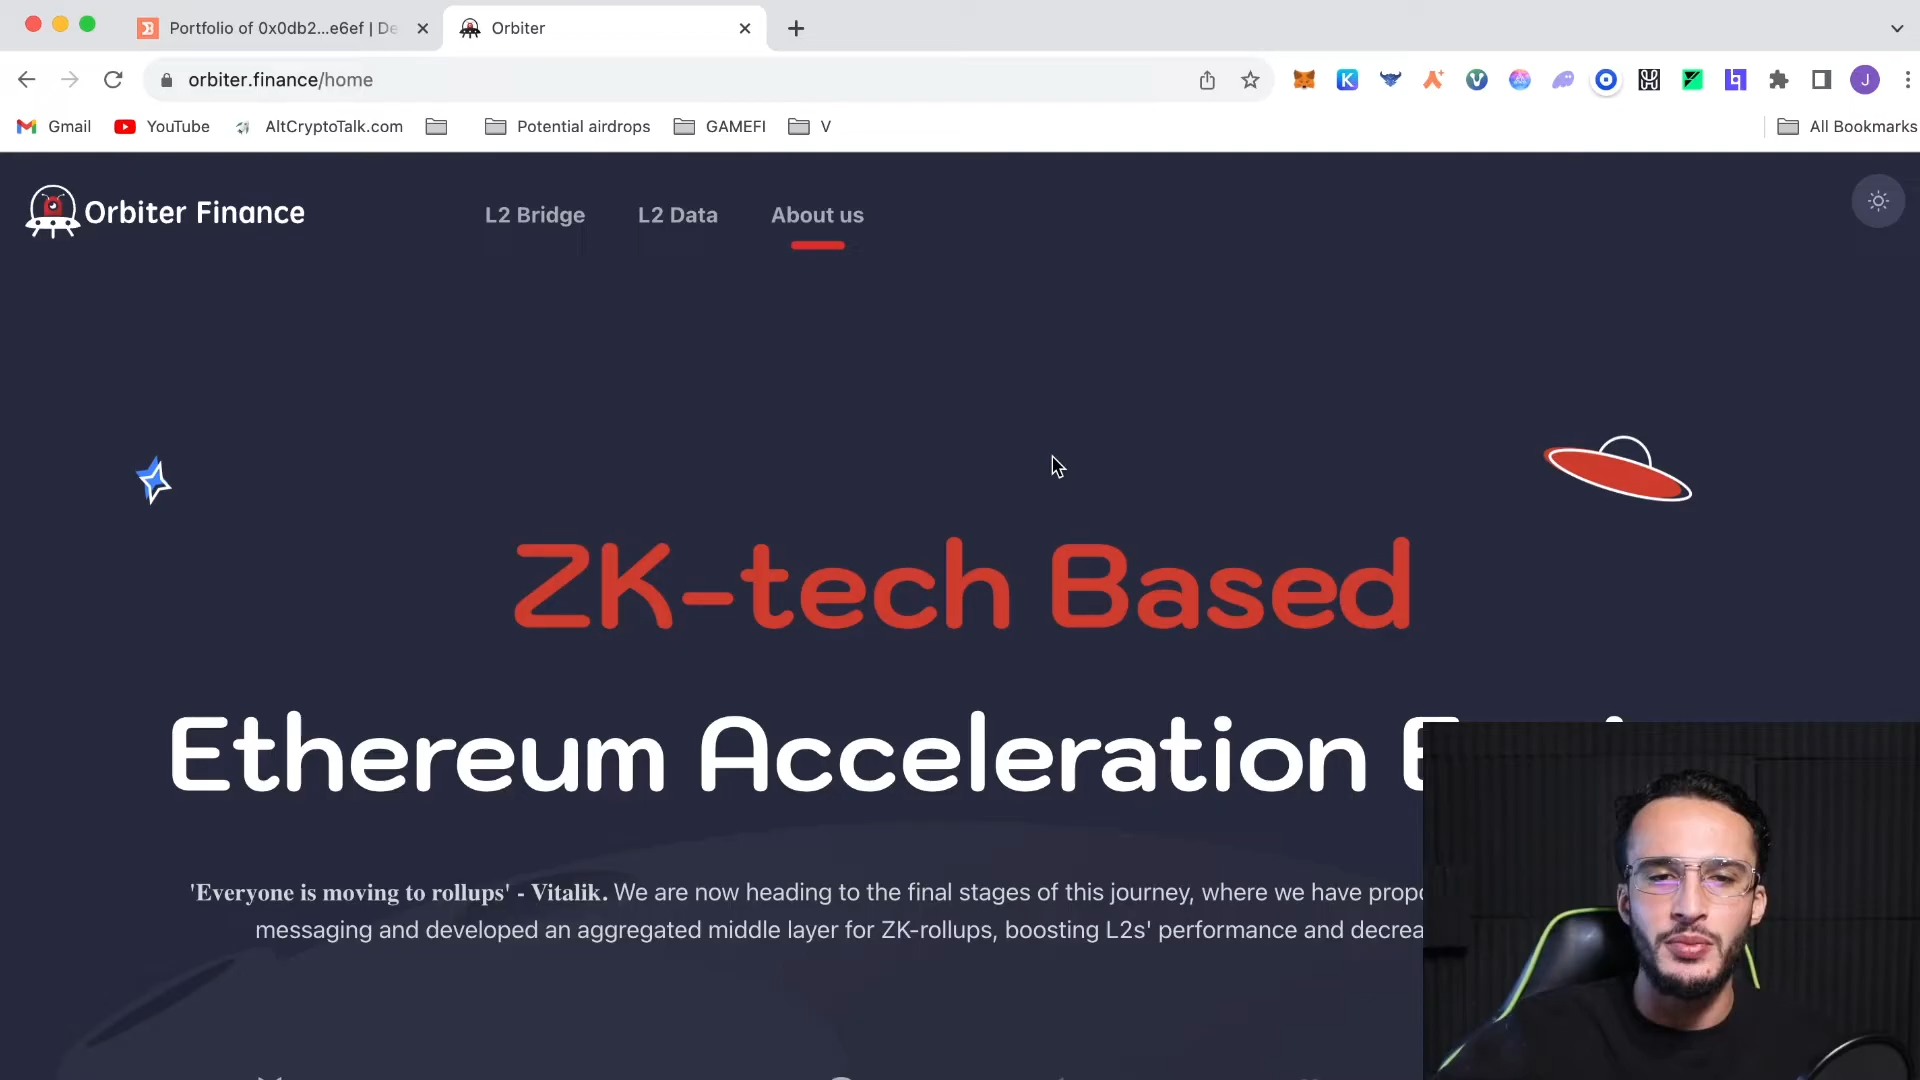 Portfolio of 0x0db2...e6ef | De
Orbiter
orbiter.finance/home
J
Gmail
YouTube
AltCryptoTalk.com
Potential airdrops
GAMEFI
V
All Bookmarks
Orbiter Finance
L2 Bridge
L2 Data
About us
ZK-tech Based
Ethereum Acceleration
'Everyone is moving to rollups' - Vitalik. We are now heading to the final stages of this journey, where we have
messaging and developed an aggregated middle layer for ZK-rollups, boosting L2s' performance and